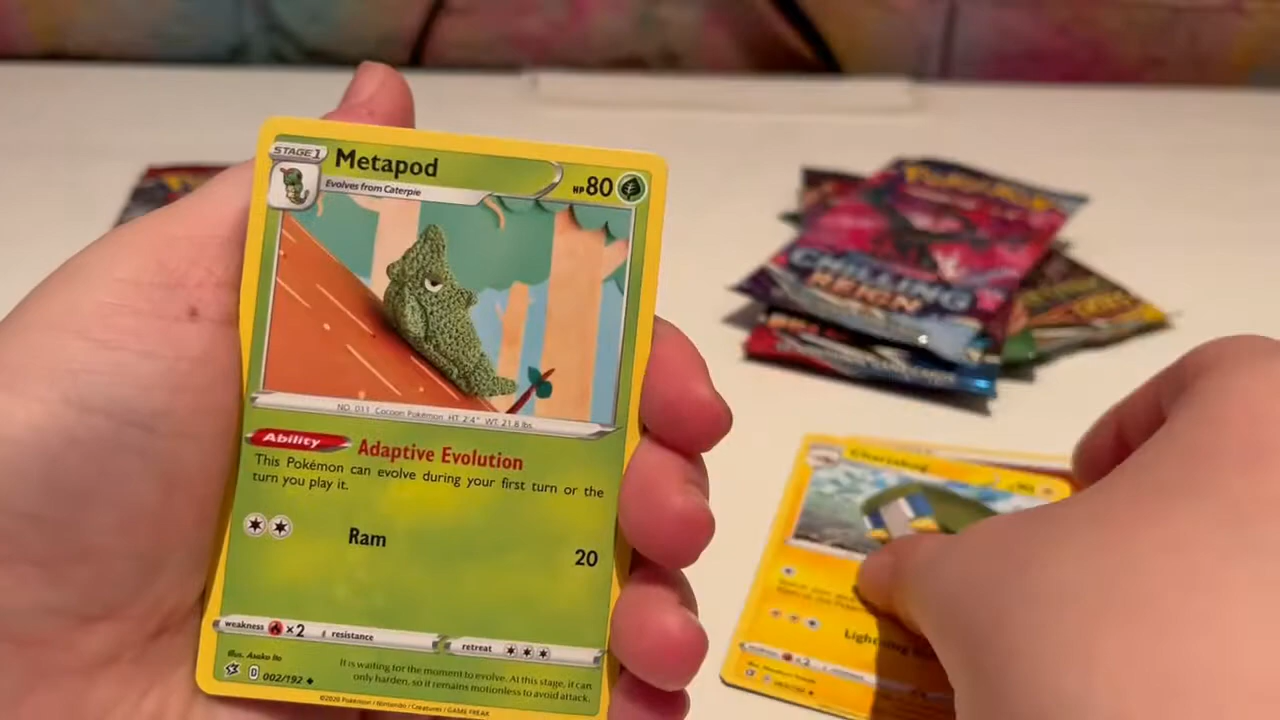 STAGE 1
Metapod
Evolves from Caterpie
HP 80
NO. 011 Cocoon Pokémon HT: 2'4" WT: 21.8 lbs.
Ability Adaptive Evolution
This Pokémon can evolve during your first turn or the
turn you play it.
Ram 20
weakness ×2 resistance retreat
Illus. Asako Ito
It is waiting for the moment to evolve. At this stage, it can
only harden, so it remains motionless to avoid attack.
D 002/192
©2020 Pokémon / Nintendo / Creatures / GAME FREAK
POKÉMON
CHILLING
REIGN
Charjabug